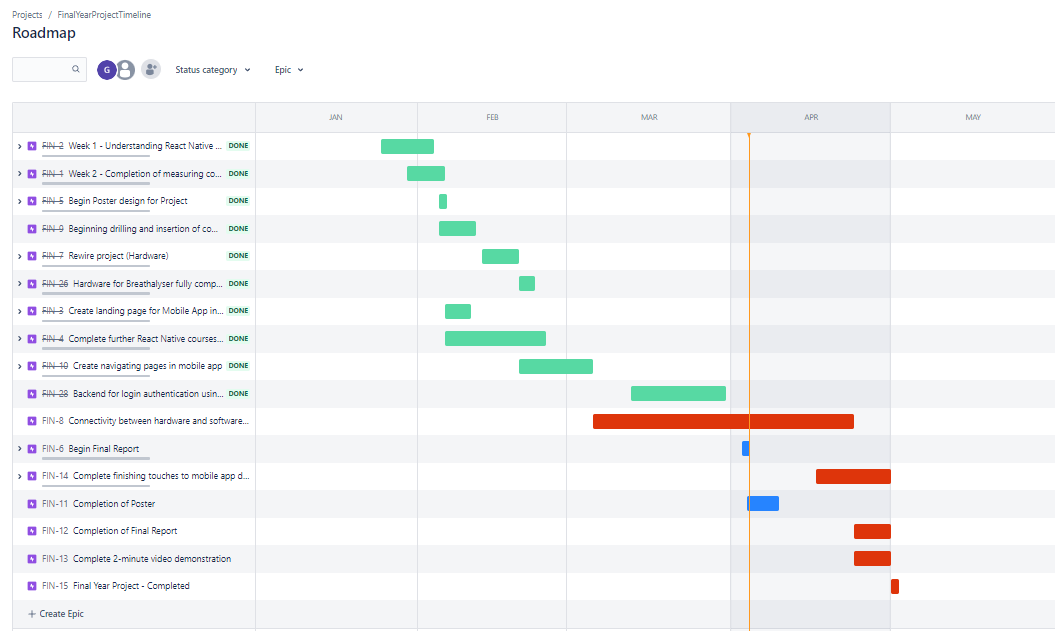 Projects / FinalYearProjectTimeline
Roadmap
G Status category Epic
JAN FEB MAR APR MAY
FIN-2 Week 1 - Understanding React Native ... DONE
FIN-1 Week 2 - Completion of measuring co... DONE
FIN-5 Begin Poster design for Project DONE
FIN-9 Beginning drilling and insertion of co... DONE
FIN-7 Rewire project (Hardware) DONE
FIN-26 Hardware for Breathalyser fully comp... DONE
FIN-3 Create landing page for Mobile App in... DONE
FIN-4 Complete further React Native courses... DONE
FIN-10 Create navigating pages in mobile app DONE
FIN-28 Backend for login authentication usin... DONE
FIN-8 Connectivity between hardware and software...
FIN-6 Begin Final Report
FIN-14 Complete finishing touches to mobile app d...
FIN-11 Completion of Poster
FIN-12 Completion of Final Report
FIN-13 Complete 2-minute video demonstration
FIN-15 Final Year Project - Completed
+ Create Epic